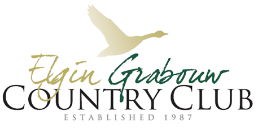 Elgin Grabouw
COUNTRY CLUB
ESTABLISHED 1987